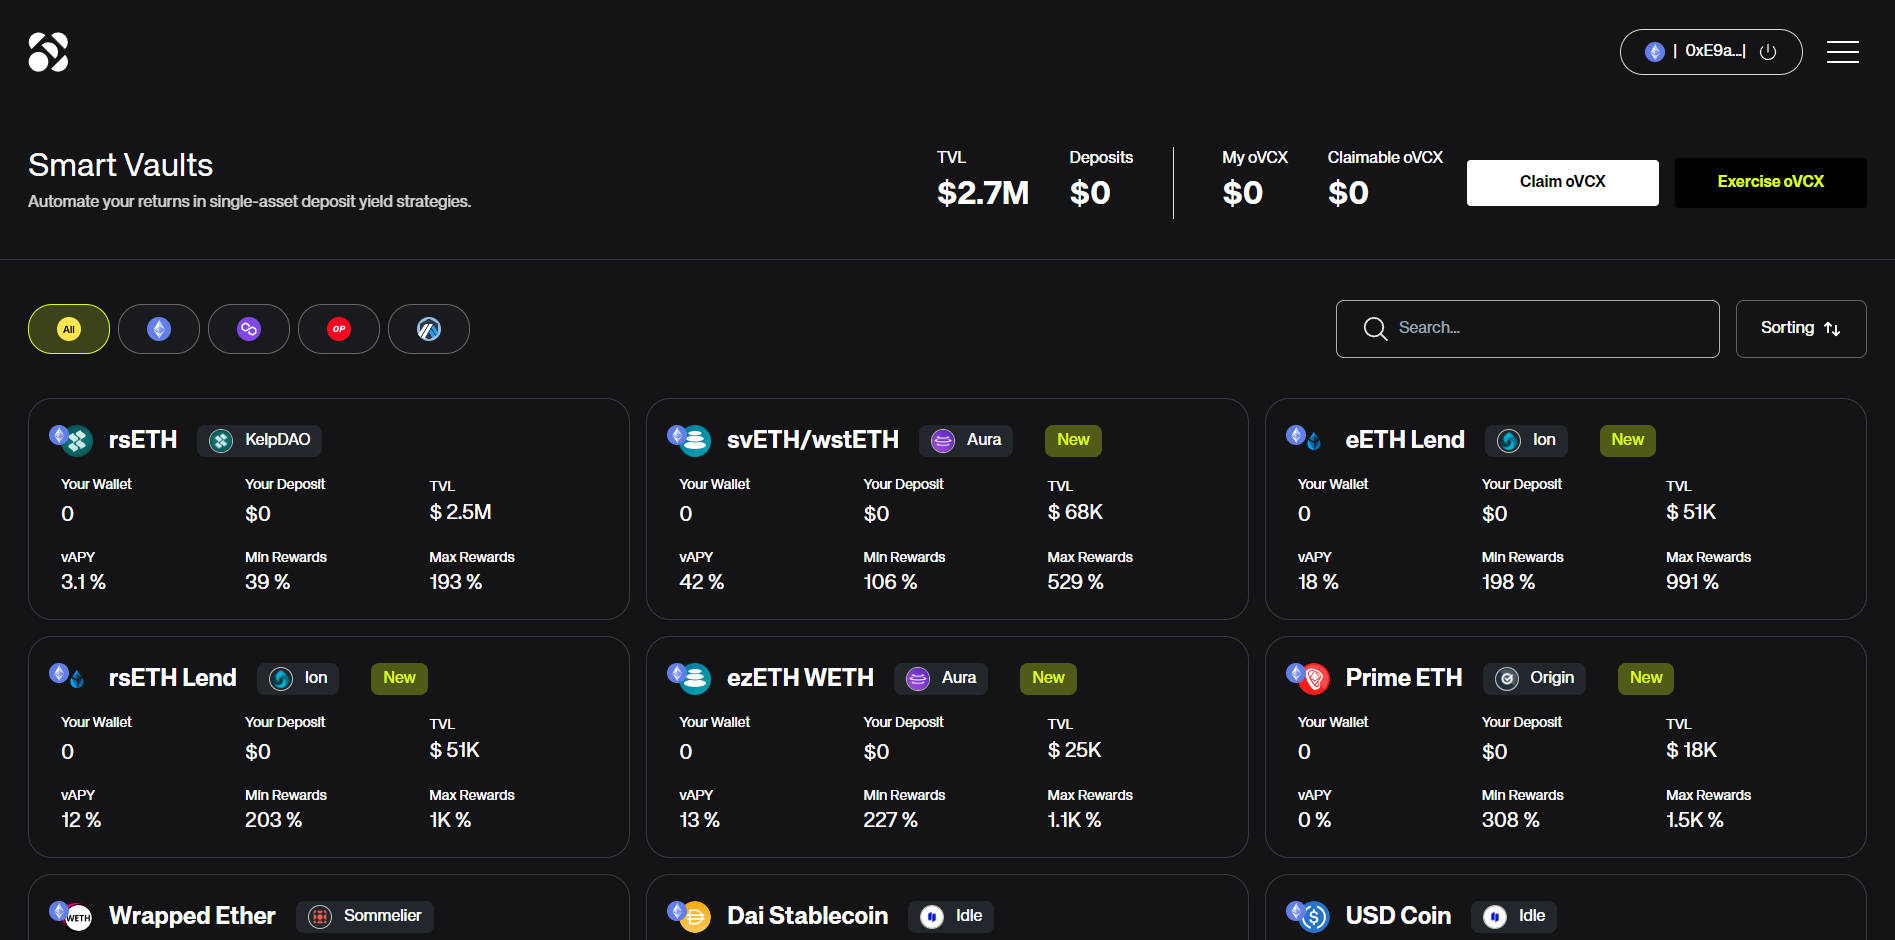 | 0xE9a...|
Smart Vaults
Automate your returns in single-asset deposit yield strategies.
TVL
$2.7M
Deposits
$0
My oVCX
$0
Claimable oVCX
$0
Claim oVCX
Exercise oVCX
All
OP
Search...
Sorting
rsETH KelpDAO
Your Wallet Your Deposit TVL
0 $0 $ 2.5M
vAPY Min Rewards Max Rewards
3.1 % 39 % 193 %
svETH/wstETH Aura New
Your Wallet Your Deposit TVL
0 $0 $ 68K
vAPY Min Rewards Max Rewards
42 % 106 % 529 %
eETH Lend Ion New
Your Wallet Your Deposit TVL
0 $0 $ 51K
vAPY Min Rewards Max Rewards
18 % 198 % 991 %
rsETH Lend Ion New
Your Wallet Your Deposit TVL
0 $0 $ 51K
vAPY Min Rewards Max Rewards
12 % 203 % 1K %
ezETH WETH Aura New
Your Wallet Your Deposit TVL
0 $0 $ 25K
vAPY Min Rewards Max Rewards
13 % 227 % 1.1K %
Prime ETH Origin New
Your Wallet Your Deposit TVL
0 $0 $ 18K
vAPY Min Rewards Max Rewards
0 % 308 % 1.5K %
WETH Wrapped Ether Sommelier
Dai Stablecoin Idle
USD Coin Idle